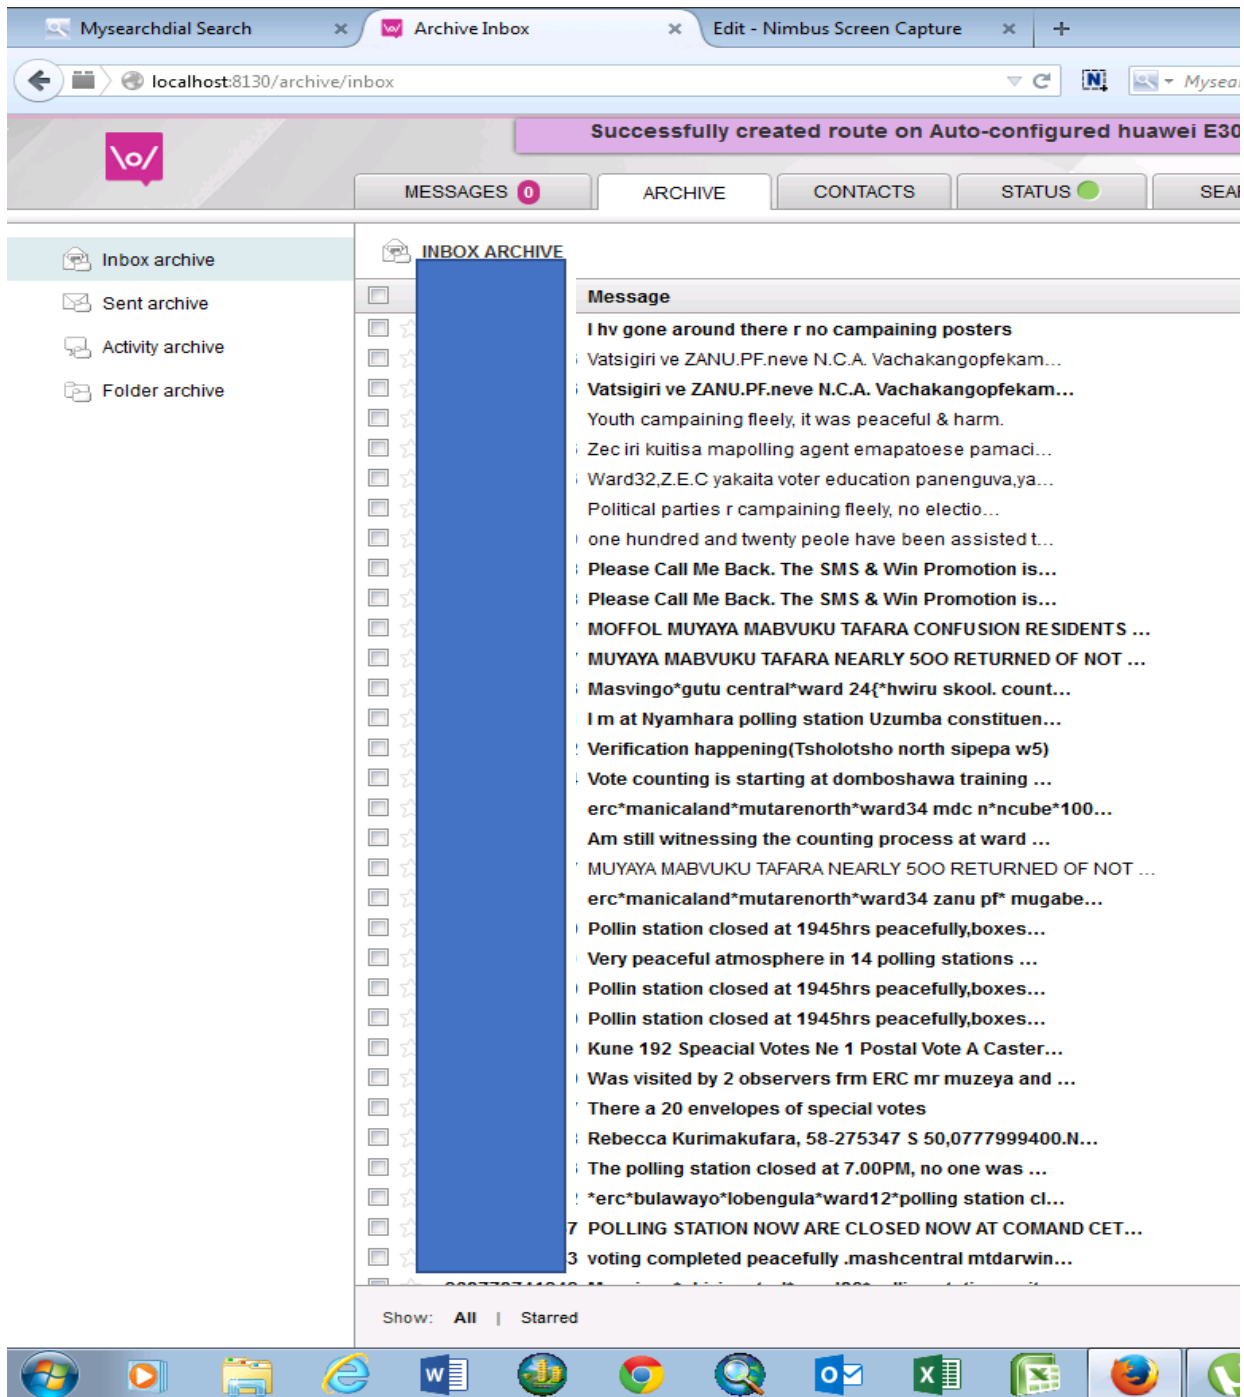 Mysearchdial Search
Archive Inbox
Edit - Nimbus Screen Capture
localhost:8130/archive/inbox
Successfully created route on Auto-configured huawei E30
\o/
MESSAGES 0
ARCHIVE
CONTACTS
STATUS
Inbox archive
Sent archive
Activity archive
Folder archive
INBOX ARCHIVE
Message
I hv gone around there r no campaining posters
Vatsigiri ve ZANU.PF.neve N.C.A. Vachakangopfekam...
Vatsigiri ve ZANU.PF.neve N.C.A. Vachakangopfekam...
Youth campaining fleely, it was peaceful & harm.
Zec iri kuitisa mapolling agent emapatoese pamaci...
Ward32,Z.E.C yakaita voter education panenguva,ya...
Political parties r campaining fleely, no electio...
one hundred and twenty peole have been assisted t...
Please Call Me Back. The SMS & Win Promotion is...
Please Call Me Back. The SMS & Win Promotion is...
MOFFOL MUYAYA MABVUKU TAFARA CONFUSION RESIDENTS ...
MUYAYA MABVUKU TAFARA NEARLY 5OO RETURNED OF NOT ...
Masvingo*gutu central*ward 24{*hwiru skool. count...
I m at Nyamhara polling station Uzumba constituen...
Verification happening(Tsholotsho north sipepa w5)
Vote counting is starting at domboshawa training ...
erc*manicaland*mutarenorth*ward34 mdc n*ncube*100...
Am still witnessing the counting process at ward ...
MUYAYA MABVUKU TAFARA NEARLY 5OO RETURNED OF NOT ...
erc*manicaland*mutarenorth*ward34 zanu pf* mugabe...
Pollin station closed at 1945hrs peacefully,boxes...
Very peaceful atmosphere in 14 polling stations ...
Pollin station closed at 1945hrs peacefully,boxes...
Pollin station closed at 1945hrs peacefully,boxes...
Kune 192 Speacial Votes Ne 1 Postal Vote A Caster...
Was visited by 2 observers frm ERC mr muzeya and ...
There a 20 envelopes of special votes
Rebecca Kurimakufara, 58-275347 S 50,0777999400.N...
The polling station closed at 7.00PM, no one was ...
*erc*bulawayo*lobengula*ward12*polling station cl...
7 POLLING STATION NOW ARE CLOSED NOW AT COMAND CET...
3 voting completed peacefully .mashcentral mtdarwin...
Show: All | Starred